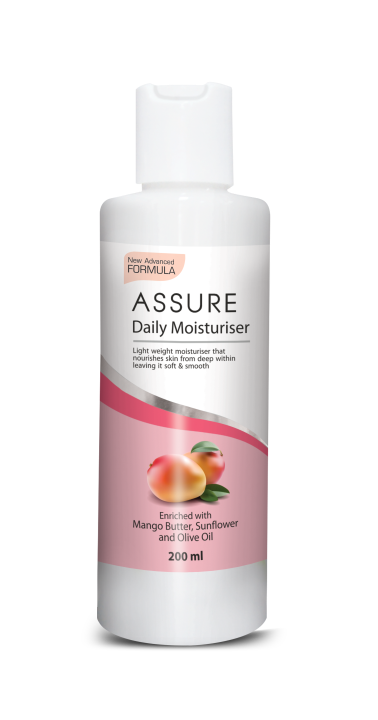 New Advanced
FORMULA
ASSURE
Daily Moisturiser
Light weight moisturiser that
nourishes skin from deep within
leaving it soft & smooth
Enriched with
Mango Butter, Sunflower
and Olive Oil
200 ml